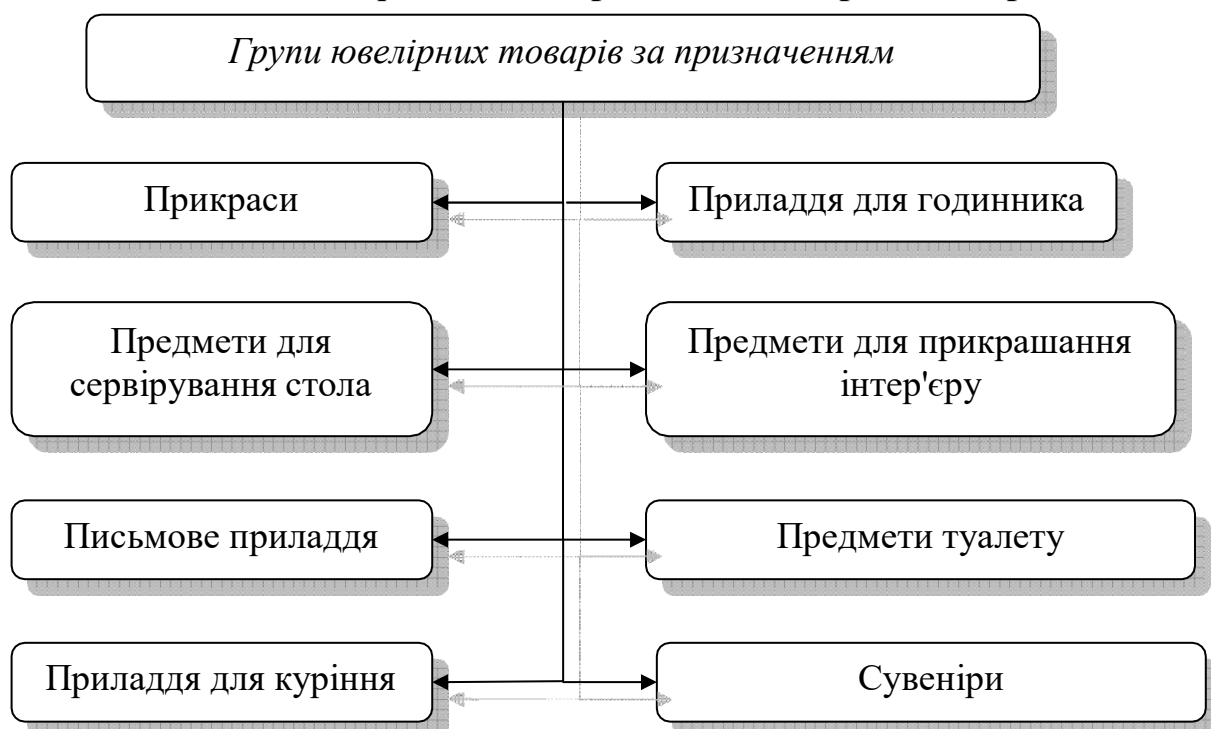 Групи ювелірних товарів за призначенням
Прикраси
Приладдя для годинника
Предмети для
сервірування стола
Предмети для прикрашання
інтер'єру
Письмове приладдя
Предмети туалету
Приладдя для куріння
Сувеніри